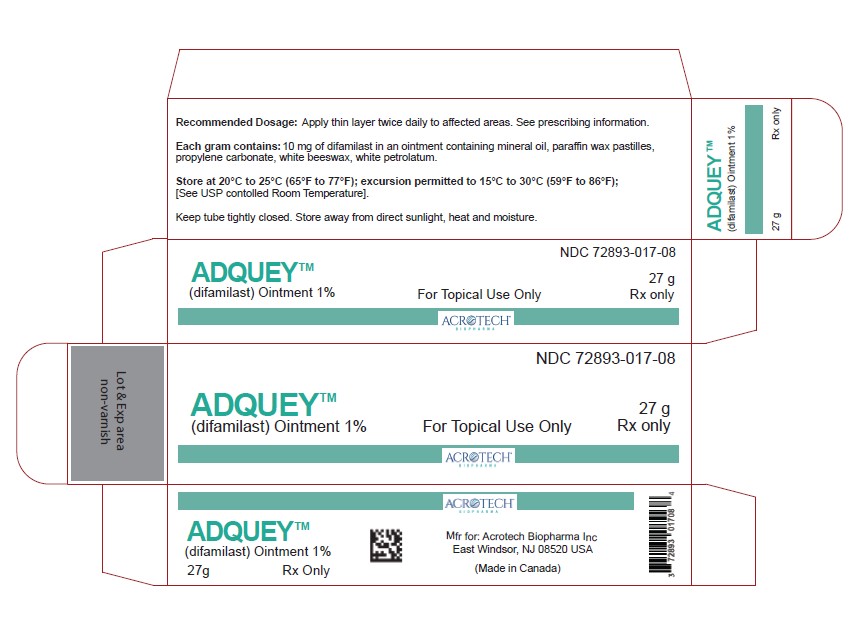 Recommended Dosage: Apply thin layer twice daily to affected areas. See prescribing information.
Each gram contains: 10 mg of difamilast in an ointment containing mineral oil, paraffin wax pastilles,
propylene carbonate, white beeswax, white petrolatum.
Store at 20°C to 25°C (65°F to 77°F); excursion permitted to 15°C to 30°C (59°F to 86°F);
[See USP contolled Room Temperature].
Keep tube tightly closed. Store away from direct sunlight, heat and moisture.
ADQUEY™
(difamilast) Ointment 1%
27 g
Rx only
NDC 72893-017-08
ADQUEY™
(difamilast) Ointment 1%
For Topical Use Only
27 g
Rx only
ACROTECH
BIOPHARMA
Lot & Exp area
non-varnish
NDC 72893-017-08
ADQUEY™
(difamilast) Ointment 1%
For Topical Use Only
27 g
Rx only
ACROTECH
BIOPHARMA
ACROTECH
BIOPHARMA
ADQUEY™
(difamilast) Ointment 1%
27g Rx Only
Mfr for: Acrotech Biopharma Inc
East Windsor, NJ 08520 USA
(Made in Canada)
3 72893 01708 4